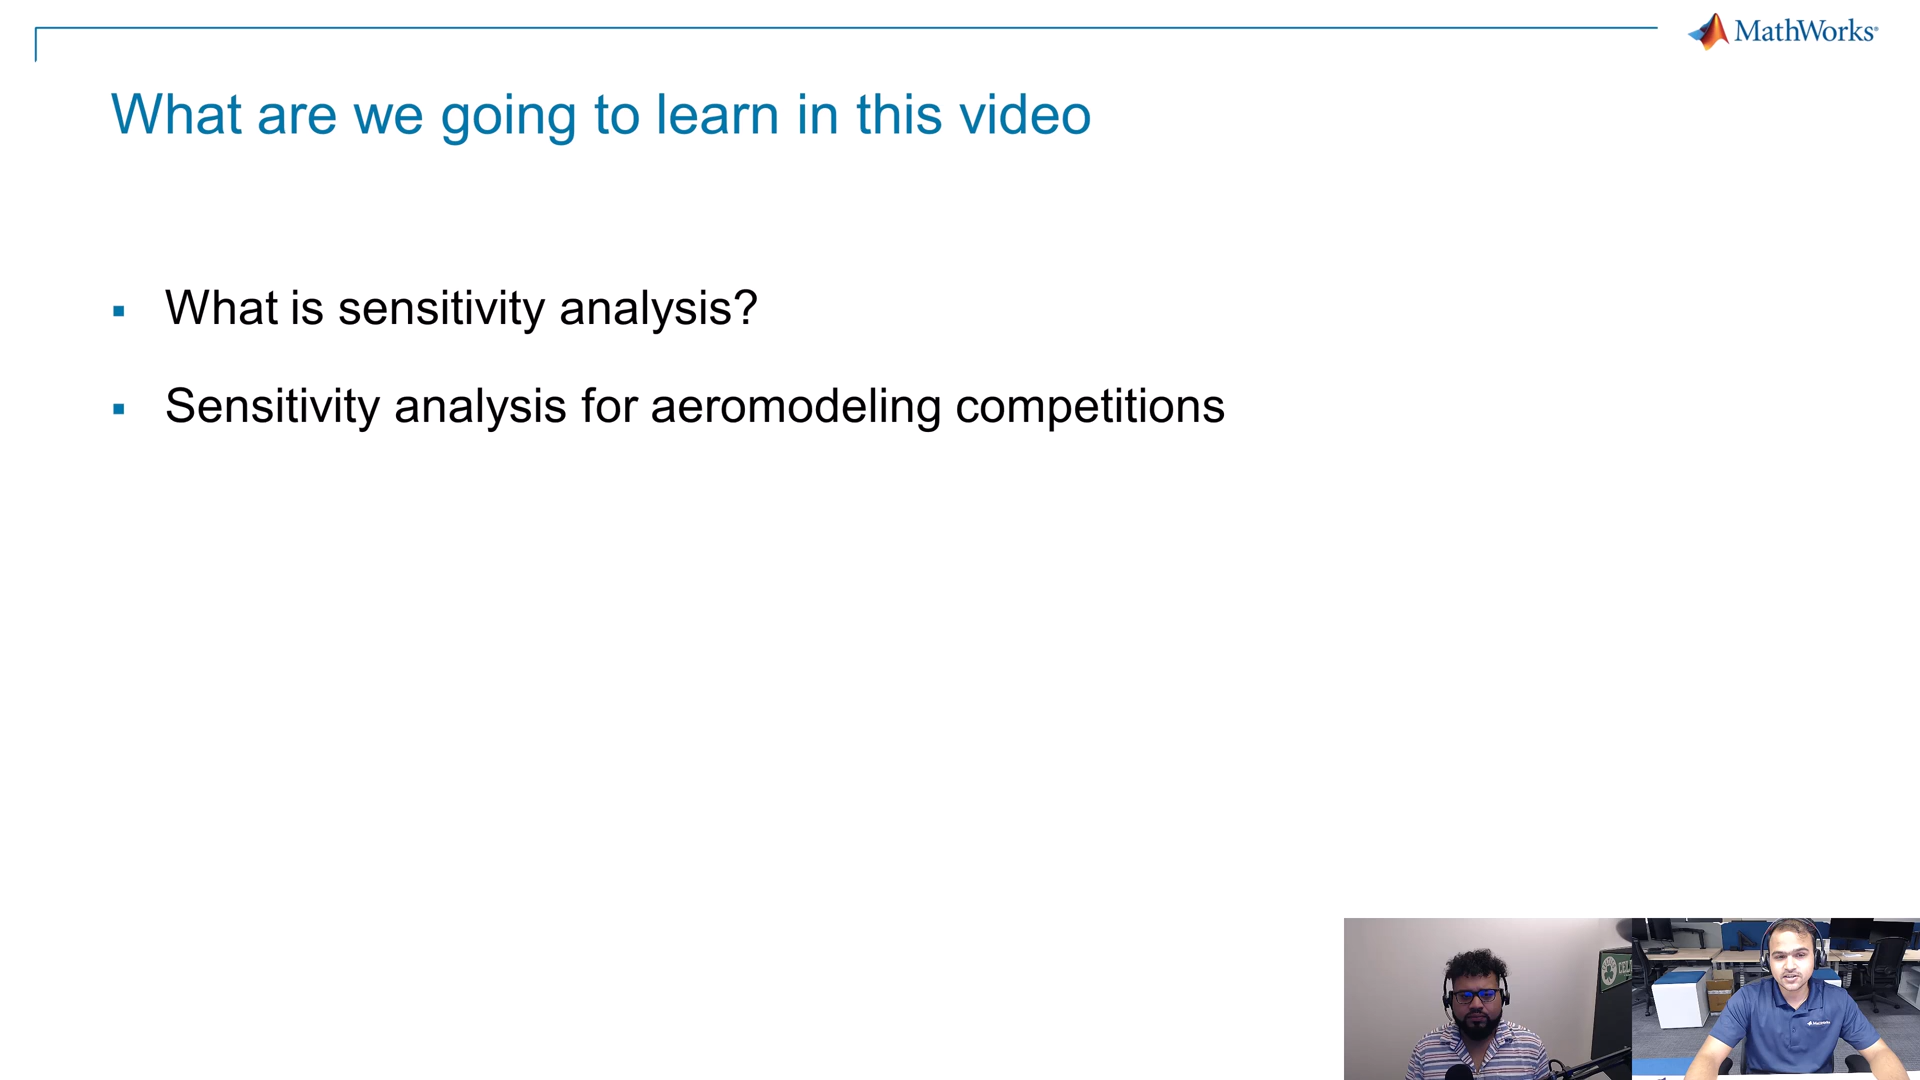 MathWorks®
What are we going to learn in this video
What is sensitivity analysis?
Sensitivity analysis for aeromodeling competitions
MathWorks